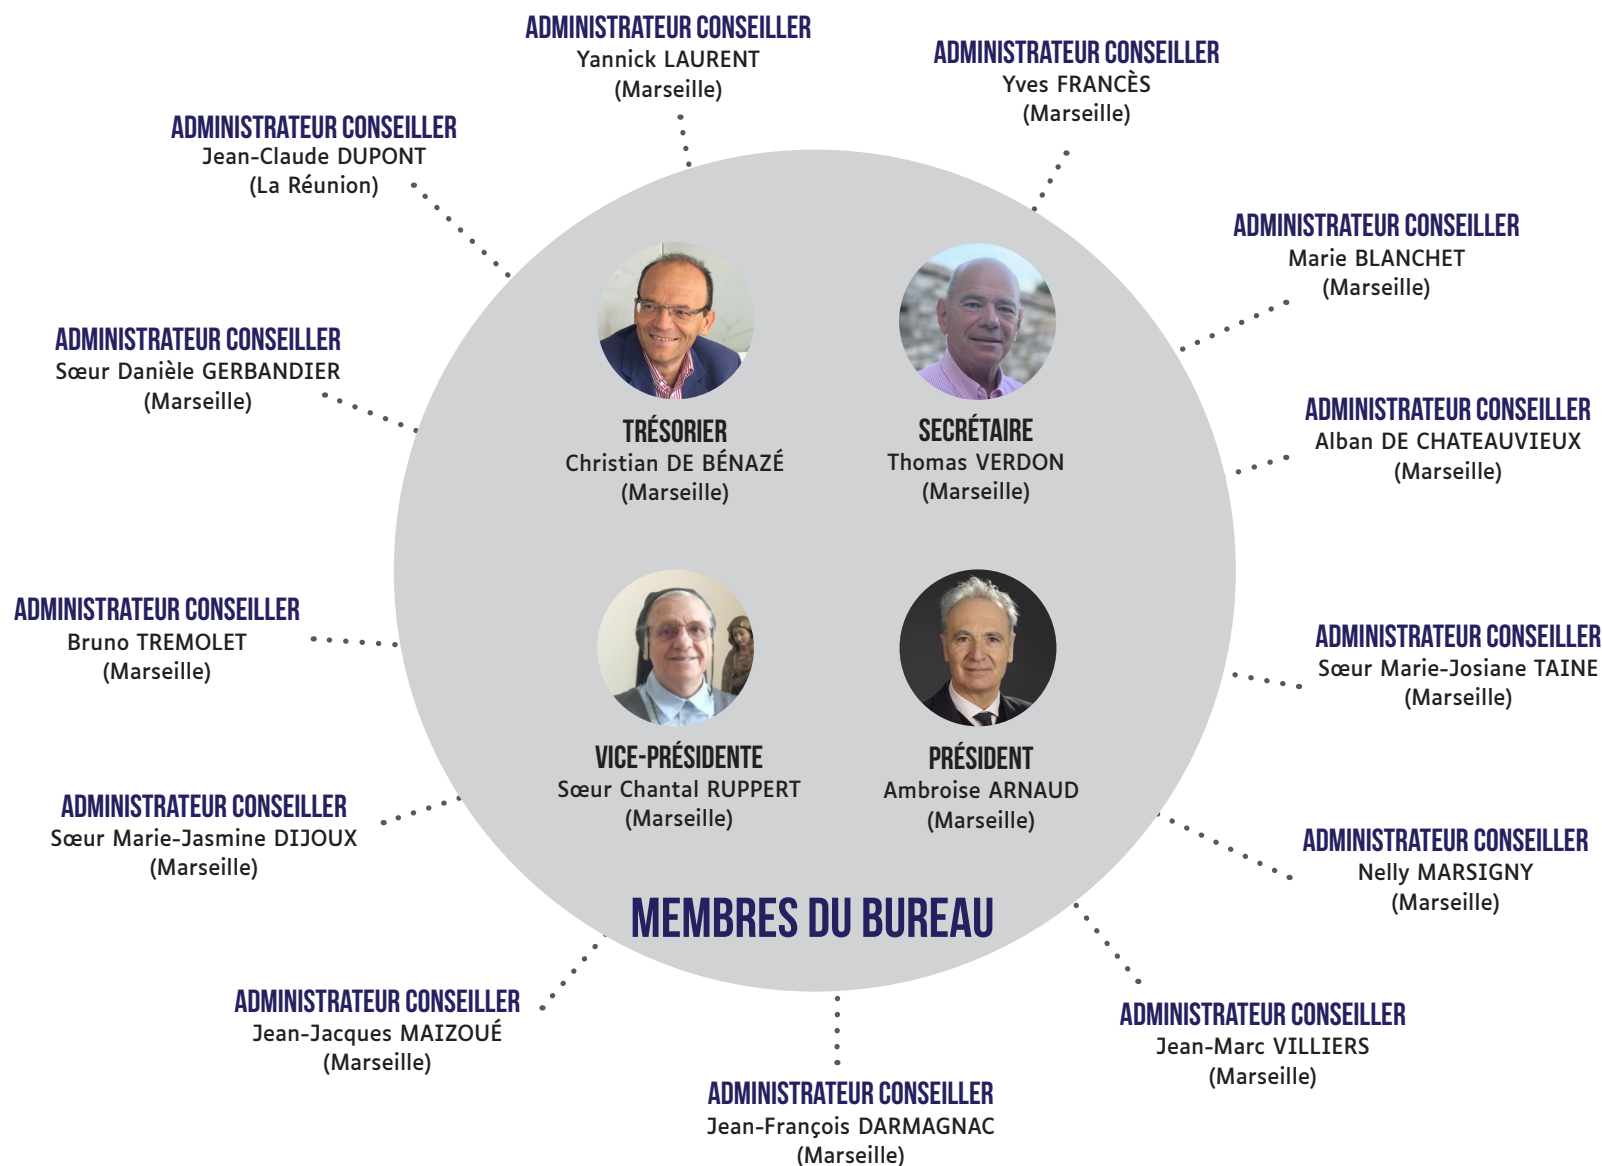 ADMINISTRATEUR CONSEILLER
Yannick LAURENT
(Marseille)
ADMINISTRATEUR CONSEILLER
Yves FRANCÈS
(Marseille)
ADMINISTRATEUR CONSEILLER
Jean-Claude DUPONT
(La Réunion)
ADMINISTRATEUR CONSEILLER
Marie BLANCHET
(Marseille)
ADMINISTRATEUR CONSEILLER
Sœur Danièle GERBANDIER
(Marseille)
TRÉSORIER
Christian DE BÉNAZÉ
(Marseille)
SECRÉTAIRE
Thomas VERDON
(Marseille)
ADMINISTRATEUR CONSEILLER
Alban DE CHATEAUVIEUX
(Marseille)
ADMINISTRATEUR CONSEILLER
Bruno TREMOLET
(Marseille)
ADMINISTRATEUR CONSEILLER
Sœur Marie-Josiane TAINE
(Marseille)
VICE-PRÉSIDENTE
Sœur Chantal RUPPERT
(Marseille)
PRÉSIDENT
Ambroise ARNAUD
(Marseille)
ADMINISTRATEUR CONSEILLER
Sœur Marie-Jasmine DIJOUX
(Marseille)
ADMINISTRATEUR CONSEILLER
Nelly MARSIGNY
(Marseille)
MEMBRES DU BUREAU
ADMINISTRATEUR CONSEILLER
Jean-Jacques MAIZOUÉ
(Marseille)
ADMINISTRATEUR CONSEILLER
Jean-Marc VILLIERS
(Marseille)
ADMINISTRATEUR CONSEILLER
Jean-François DARMAGNAC
(Marseille)